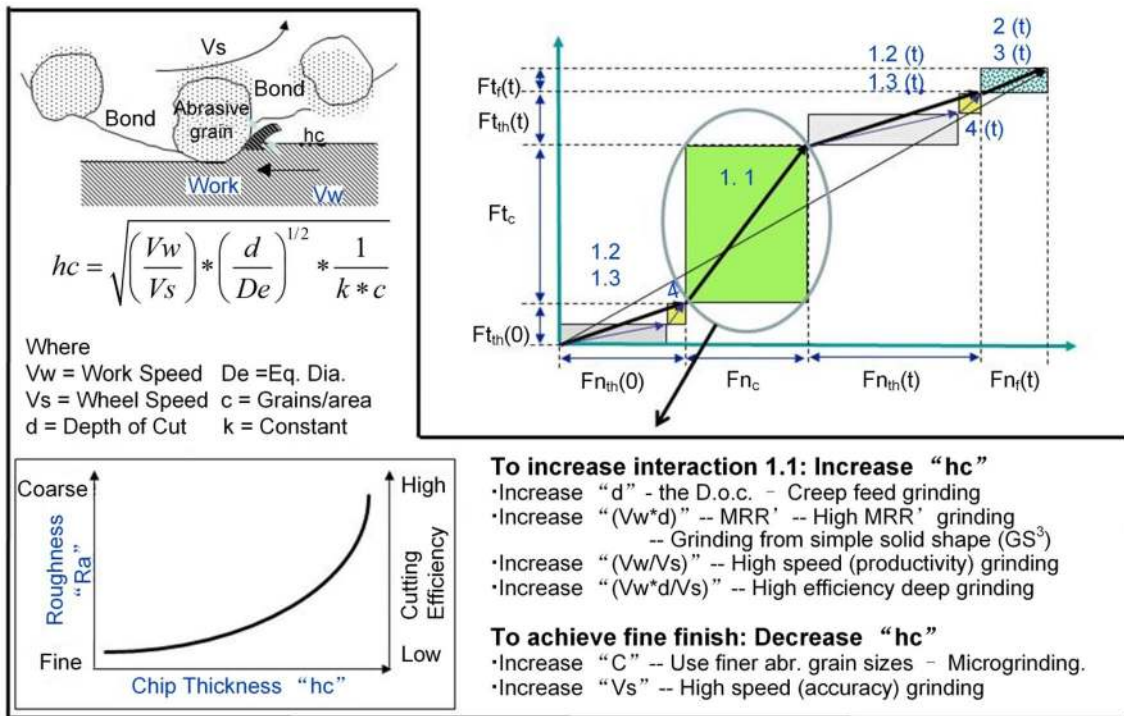 Vs
Bond
Abrasive
grain
Bond
hc
Work
Vw
hc = √((Vw/Vs) * (d/De)^1/2 * 1/(k * c))
Where
Vw = Work Speed De =Eq. Dia.
Vs = Wheel Speed c = Grains/area
d = Depth of Cut k = Constant
2 (t)
3 (t)
1.2 (t)
1.3 (t)
4 (t)
Ftf(t)
Ftth(t)
Ftc
Ftth(0)
1. 1
1.2
1.3
4
Fnth(0)
Fnc
Fnth(t)
Fnf(t)
Coarse
Fine
Roughness
“Ra”
High
Low
Cutting
Efficiency
Chip Thickness “hc”
To increase interaction 1.1: Increase “hc”
·Increase “d” - the D.o.c. – Creep feed grinding
·Increase “(Vw*d)” -- MRR’ -- High MRR’ grinding
-- Grinding from simple solid shape (GS³)
·Increase “(Vw/Vs)” -- High speed (productivity) grinding
·Increase “(Vw*d/Vs)” -- High efficiency deep grinding
To achieve fine finish: Decrease “hc”
·Increase “C” -- Use finer abr. grain sizes – Microgrinding.
·Increase “Vs” -- High speed (accuracy) grinding